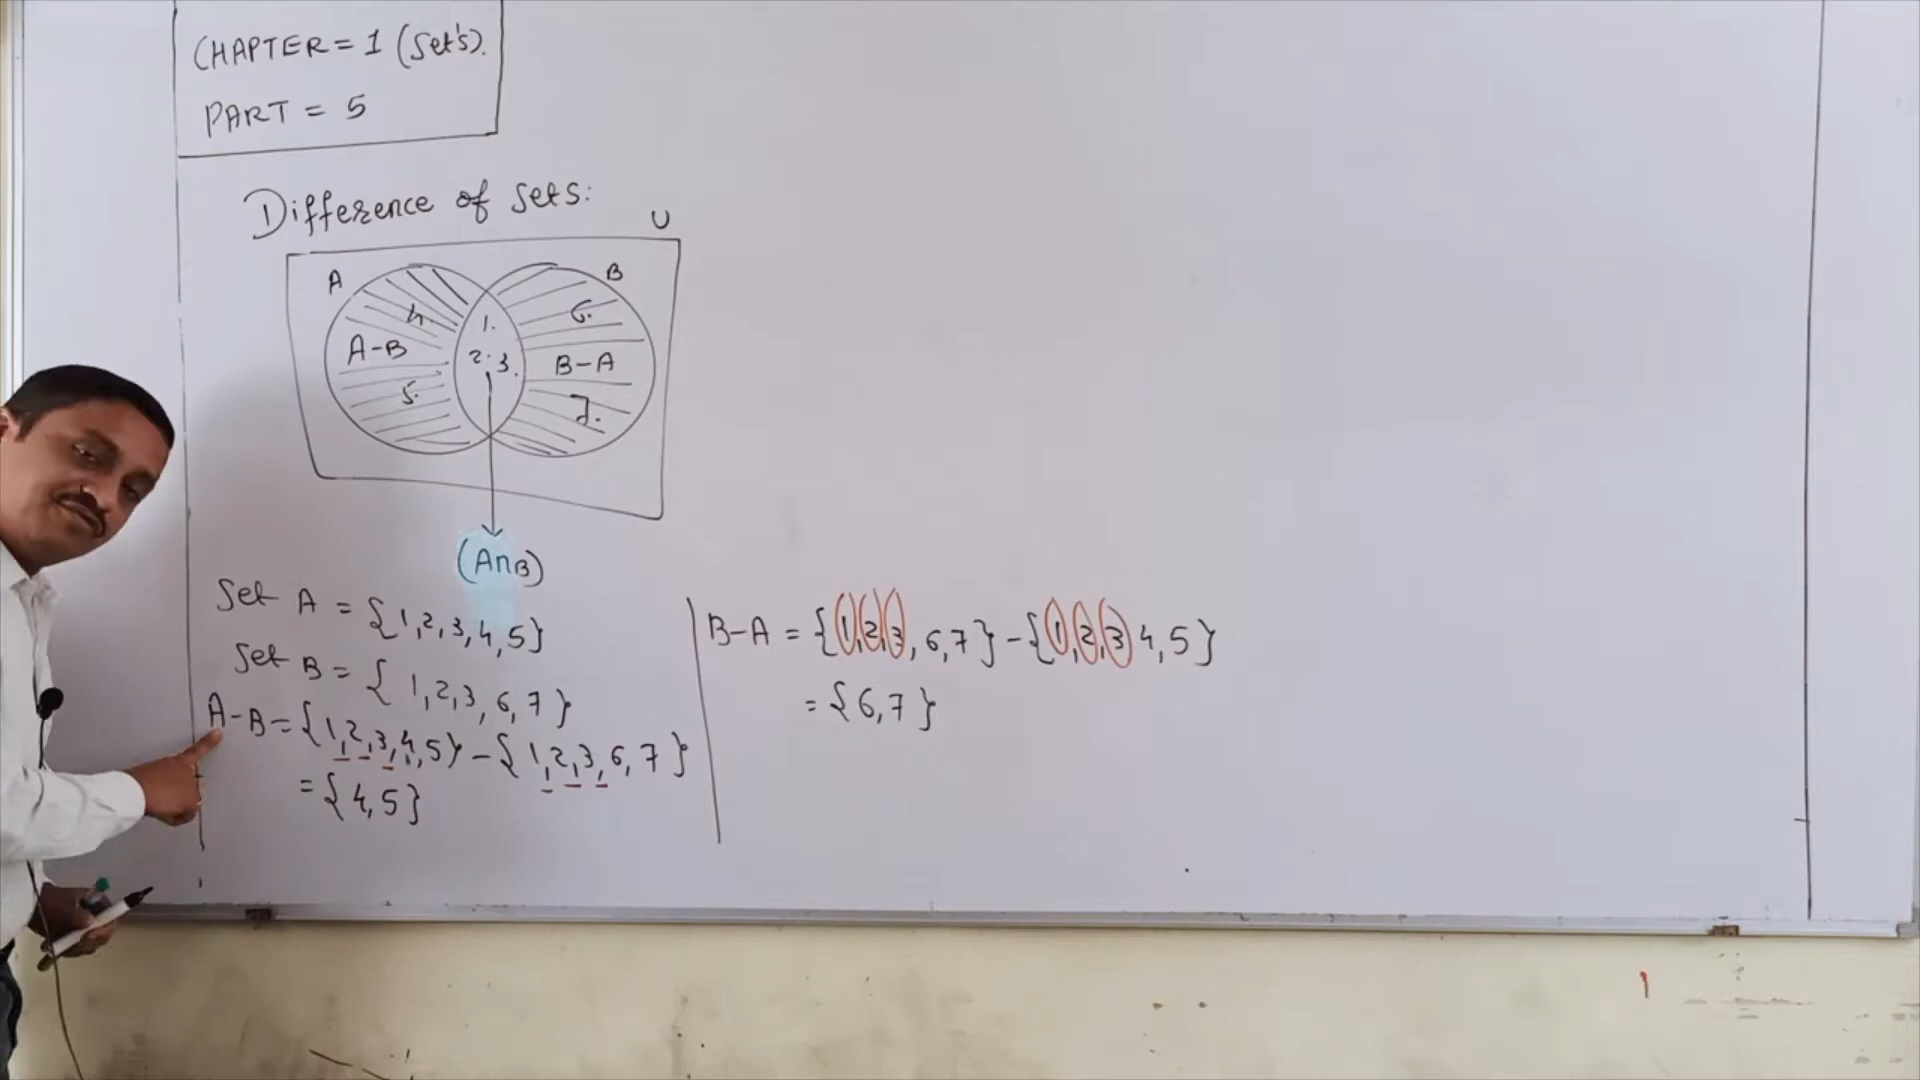 CHAPTER = 1 (Set's).
PART = 5
Difference of Sets:
U
A
B
4.
1.
6.
A-B
2. 3.
B-A
5.
7.
(A∩B)
Set A = {1,2,3,4,5}
Set B = {1,2,3,6,7}
A-B = {1,2,3,4,5} - {1,2,3,6,7}
= {4,5}
B-A = {1,2,3,6,7} - {1,2,3 4,5}
= {6,7}